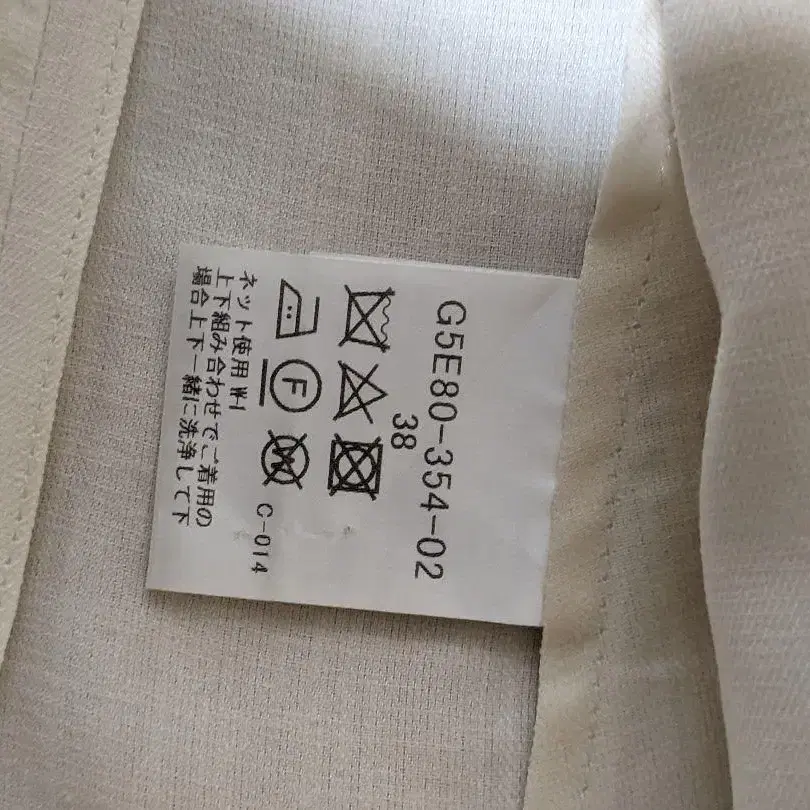 G5E80-354-02
38
F W
C-014
ネット使用
上下組み合わせでご着用の
場合上下一緒に洗浄して下